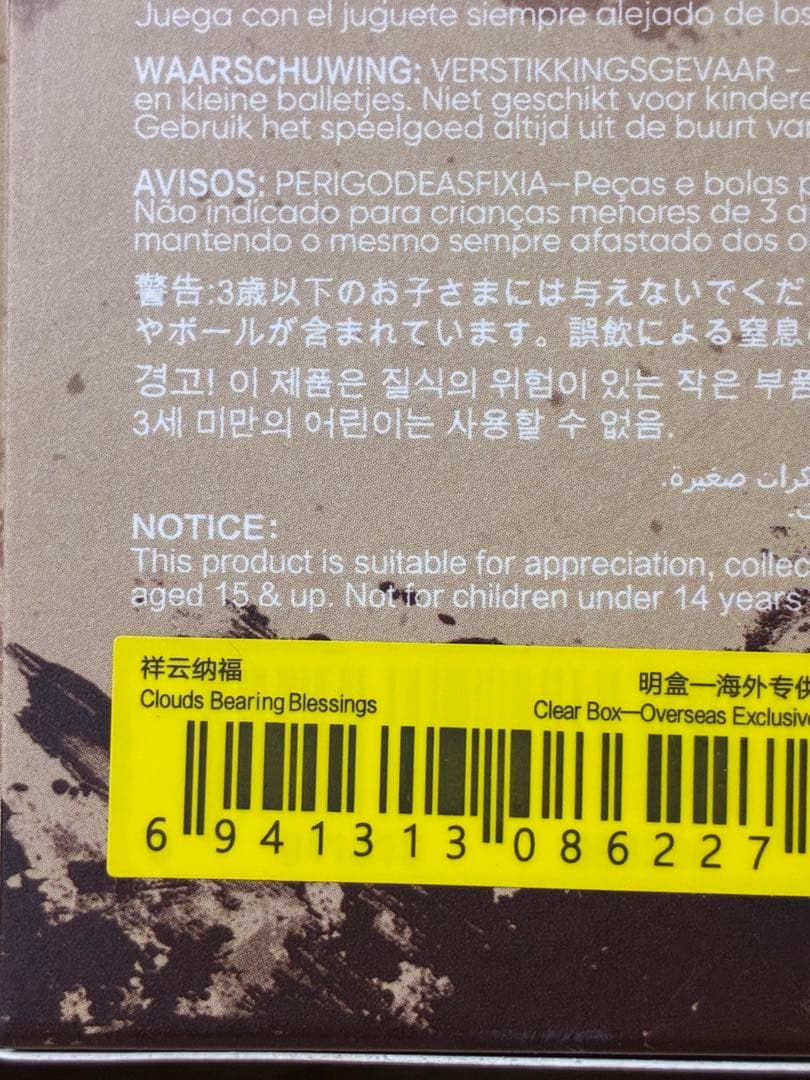 Juega con el juguete siempre alejado de los
WAARSCHUWING: VERSTIKKINGSGEVAAR -
en kleine balletjes. Niet geschikt voor kinder
Gebruik het speelgoed altijd uit de buurt va
AVISOS: PERIGODEASFIXIA—Peças e bolas p
Não indicado para crianças menores de 3 a
mantendo o mesmo sempre afastado dos o
警告:3歳以下のお子さまには与えないでくだ
やボールが含まれています。誤飲による窒息
경고! 이 제품은 질식의 위험이 있는 작은 부품
3세 미만의 어린이는 사용할 수 없음.
كرات صغيرة.
NOTICE:
This product is suitable for appreciation, collec
aged 15 & up. Not for children under 14 years
祥云纳福
Clouds Bearing Blessings
明盒—海外专供
Clear Box—Overseas Exclusive
6 941313 086227